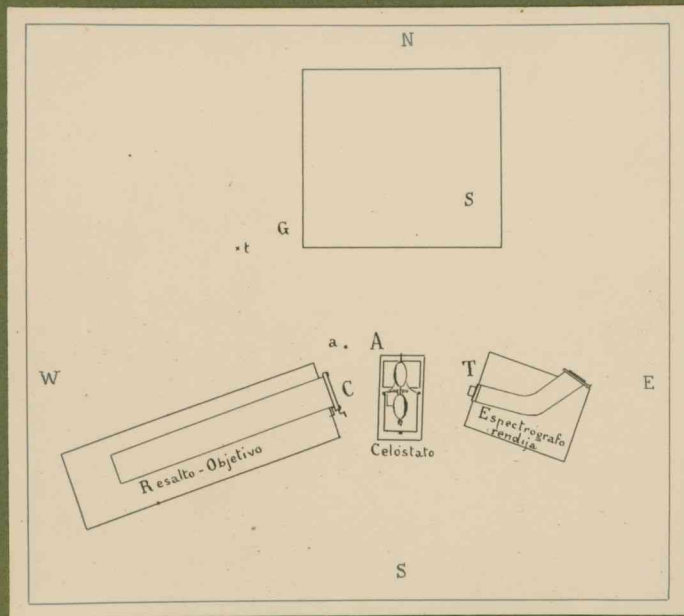 N
S
G
×t
a. A
T
W
C
E
Espectrógrafo
rendija
Celóstato
Resalto-Objetivo
S